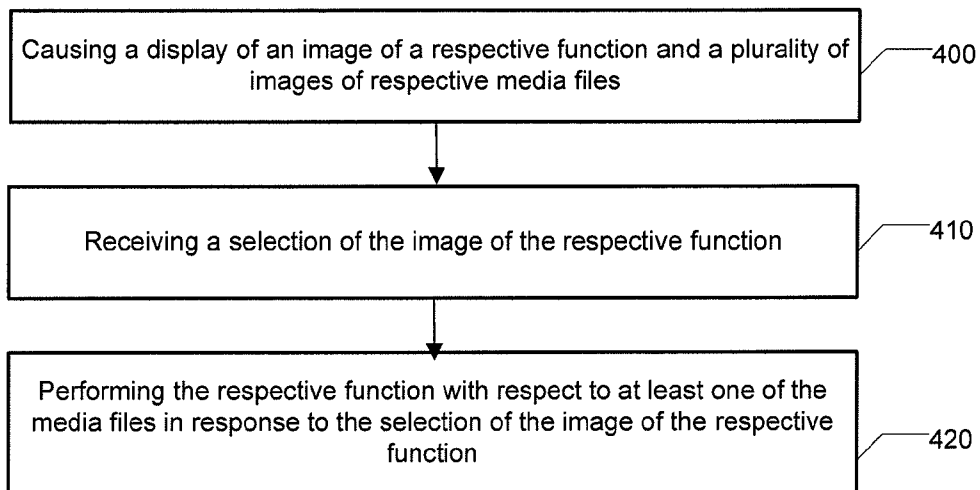 Causing a display of an image of a respective function and a plurality of
images of respective media files
400
Receiving a selection of the image of the respective function
410
Performing the respective function with respect to at least one of the
media files in response to the selection of the image of the respective
function
420